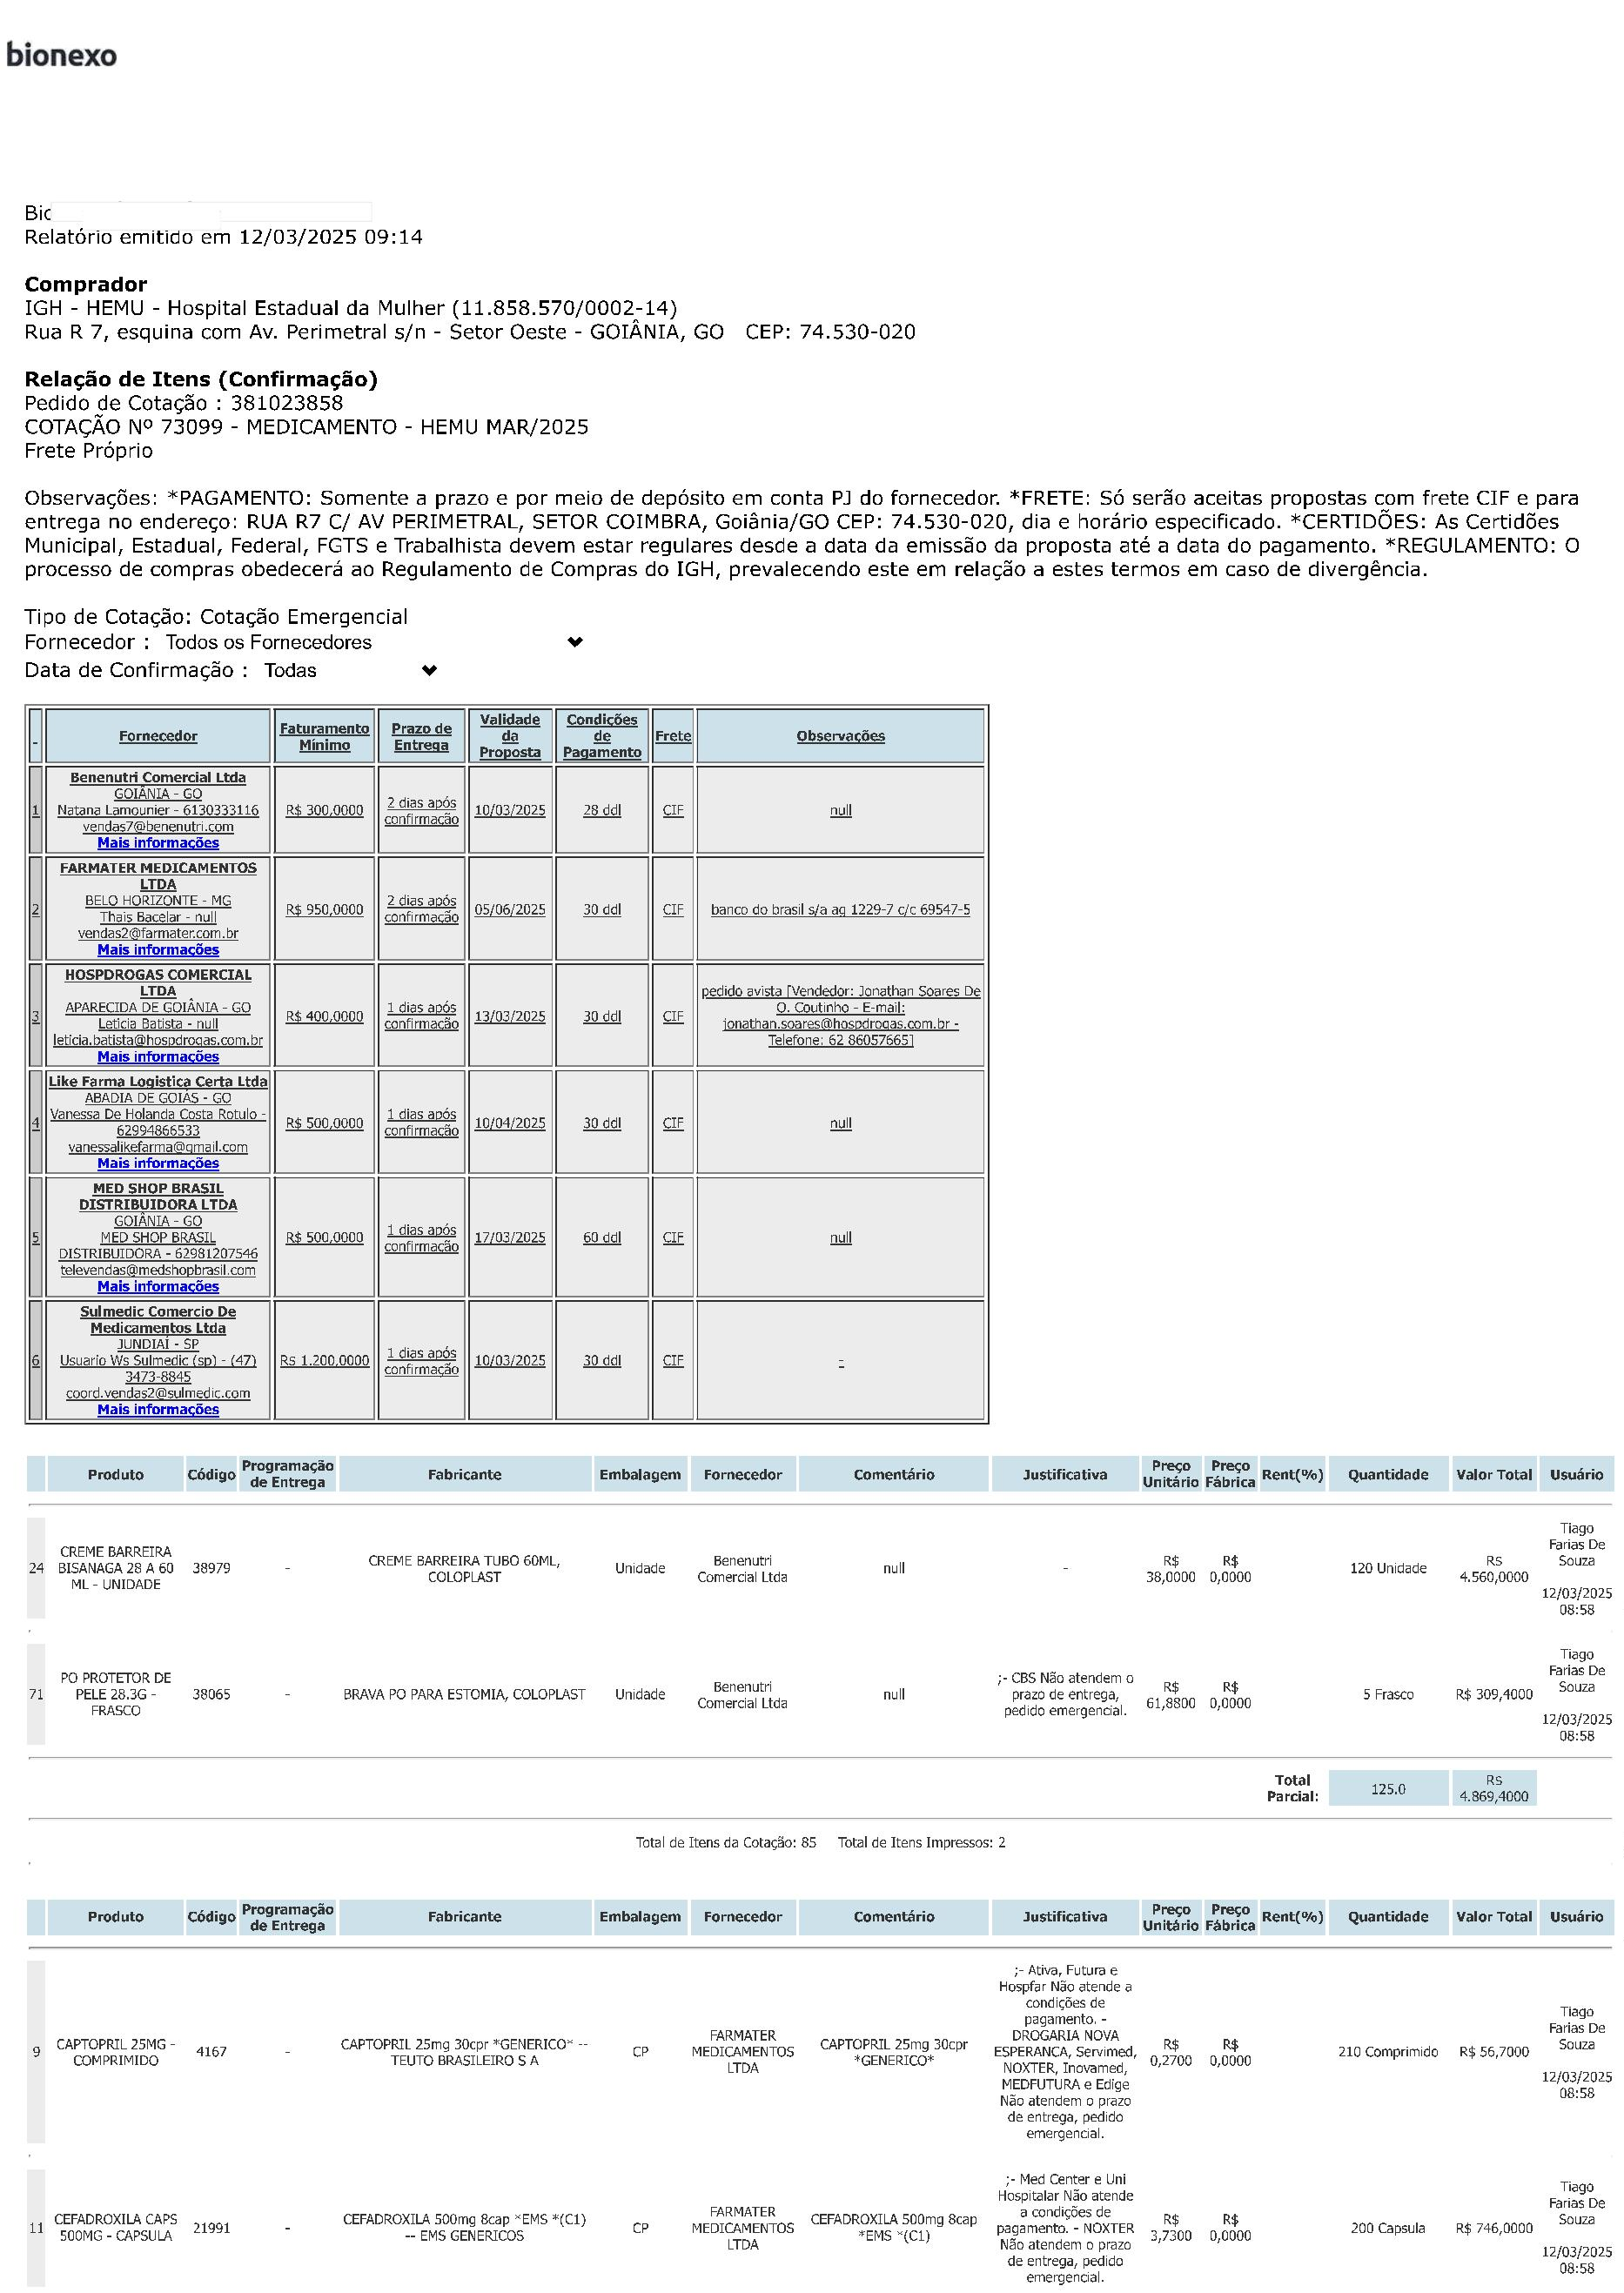 bionexo
Bio
Relatório emitido em 12/03/2025 09:14
Comprador
IGH - HEMU - Hospital Estadual da Mulher (11.858.570/0002-14)
Rua R 7, esquina com Av. Perimetral s/n - Setor Oeste - GOIÂNIA, GO CEP: 74.530-020
Relação de Itens (Confirmação)
Pedido de Cotação : 381023858
COTAÇÃO Nº 73099 - MEDICAMENTO - HEMU MAR/2025
Frete Próprio
Observações: *PAGAMENTO: Somente a prazo e por meio de depósito em conta PJ do fornecedor. *FRETE: Só serão aceitas propostas com frete CIF e para
entrega no endereço: RUA R7 C/ AV PERIMETRAL, SETOR COIMBRA, Goiânia/GO CEP: 74.530-020, dia e horário especificado. *CERTIDÕES: As Certidões
Municipal, Estadual, Federal, FGTS e Trabalhista devem estar regulares desde a data da emissão da proposta até a data do pagamento. *REGULAMENTO: O
processo de compras obedecerá ao Regulamento de Compras do IGH, prevalecendo este em relação a estes termos em caso de divergência.
Tipo de Cotação: Cotação Emergencial
Fornecedor : Todos os Fornecedores
Data de Confirmação : Todas
- Fornecedor Faturamento Mínimo Prazo de Entrega Validade da Proposta Condições de Pagamento Frete Observações
1
Benenutri Comercial Ltda
GOIÂNIA - GO
Natana Lamounier - 6130333116
vendas7@benenutri.com
Mais informações
R$ 300,0000
2 dias após
confirmação
10/03/2025
28 ddl
CIF
null
2
FARMATER MEDICAMENTOS
LTDA
BELO HORIZONTE - MG
Thais Bacelar - null
vendas2@farmater.com.br
Mais informações
R$ 950,0000
2 dias após
confirmação
05/06/2025
30 ddl
CIF
banco do brasil s/a ag 1229-7 c/c 69547-5
3
HOSPDROGAS COMERCIAL
LTDA
APARECIDA DE GOIÂNIA - GO
Leticia Batista - null
leticia.batista@hospdrogas.com.br
Mais informações
R$ 400,0000
1 dias após
confirmação
13/03/2025
30 ddl
CIF
pedido avista [Vendedor: Jonathan Soares De
O. Coutinho - E-mail:
jonathan.soares@hospdrogas.com.br -
Telefone: 62 86057665]
4
Like Farma Logistica Certa Ltda
ABADIA DE GOIÁS - GO
Vanessa De Holanda Costa Rotulo -
62994866533
vanessalikefarma@gmail.com
Mais informações
R$ 500,0000
1 dias após
confirmação
10/04/2025
30 ddl
CIF
null
5
MED SHOP BRASIL
DISTRIBUIDORA LTDA
GOIÂNIA - GO
MED SHOP BRASIL
DISTRIBUIDORA - 62981207546
televendas@medshopbrasil.com
Mais informações
R$ 500,0000
1 dias após
confirmação
17/03/2025
60 ddl
CIF
null
6
Sulmedic Comercio De
Medicamentos Ltda
JUNDIAÍ - SP
Usuario Ws Sulmedic (sp) - (47)
3473-8845
coord.vendas2@sulmedic.com
Mais informações
R$ 1.200,0000
1 dias após
confirmação
10/03/2025
30 ddl
CIF
-
Produto Código Programação de Entrega Fabricante Embalagem Fornecedor Comentário Justificativa Preço Unitário Preço Fábrica Rent(%) Quantidade Valor Total Usuário
24
CREME BARREIRA
BISANAGA 28 A 60
ML - UNIDADE
38979
-
CREME BARREIRA TUBO 60ML,
COLOPLAST
Unidade
Benenutri
Comercial Ltda
null
-
R$
38,0000
R$
0,0000
120 Unidade
R$
4.560,0000
Tiago
Farias De
Souza
12/03/2025
08:58
71
PO PROTETOR DE
PELE 28.3G -
FRASCO
38065
-
BRAVA PO PARA ESTOMIA, COLOPLAST
Unidade
Benenutri
Comercial Ltda
null
;- CBS Não atendem o
prazo de entrega,
pedido emergencial.
R$
61,8800
R$
0,0000
5 Frasco
R$ 309,4000
Tiago
Farias De
Souza
12/03/2025
08:58
Total
Parcial:
125.0
R$
4.869,4000
Total de Itens da Cotação: 85 Total de Itens Impressos: 2
Produto Código Programação de Entrega Fabricante Embalagem Fornecedor Comentário Justificativa Preço Unitário Preço Fábrica Rent(%) Quantidade Valor Total Usuário
9
CAPTOPRIL 25MG -
COMPRIMIDO
4167
-
CAPTOPRIL 25mg 30cpr *GENERICO* --
TEUTO BRASILEIRO S A
CP
FARMATER
MEDICAMENTOS
LTDA
CAPTOPRIL 25mg 30cpr
*GENERICO*
;- Ativa, Futura e
Hospfar Não atende a
condições de
pagamento. -
DROGARIA NOVA
ESPERANÇA, Servimed,
NOXTER, Inovamed,
MEDFUTURA e Edige
Não atendem o prazo
de entrega, pedido
emergencial.
R$
0,2700
R$
0,0000
210 Comprimido
R$ 56,7000
Tiago
Farias De
Souza
12/03/2025
08:58
11
CEFADROXILA CAPS
500MG - CAPSULA
21991
-
CEFADROXILA 500mg 8cap *EMS *(C1)
-- EMS GENERICOS
CP
FARMATER
MEDICAMENTOS
LTDA
CEFADROXILA 500mg 8cap
*EMS *(C1)
;- Med Center e Uni
Hospitalar Não atende
a condições de
pagamento. - NOXTER
Não atendem o prazo
de entrega, pedido
emergencial.
R$
3,7300
R$
0,0000
200 Capsula
R$ 746,0000
Tiago
Farias De
Souza
12/03/2025
08:58